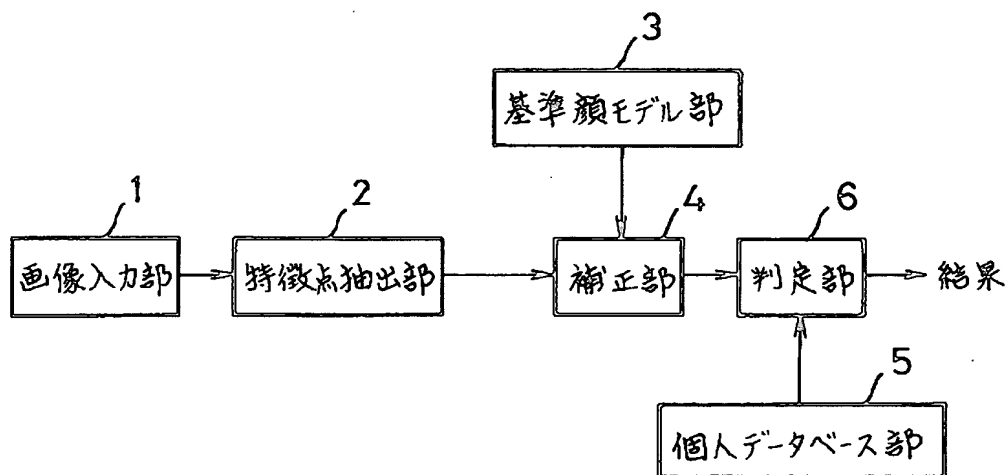 3
基準顔モデル部
1
2
4
6
画像入力部
特徴点抽出部
補正部
判定部
結果
5
個人データベース部